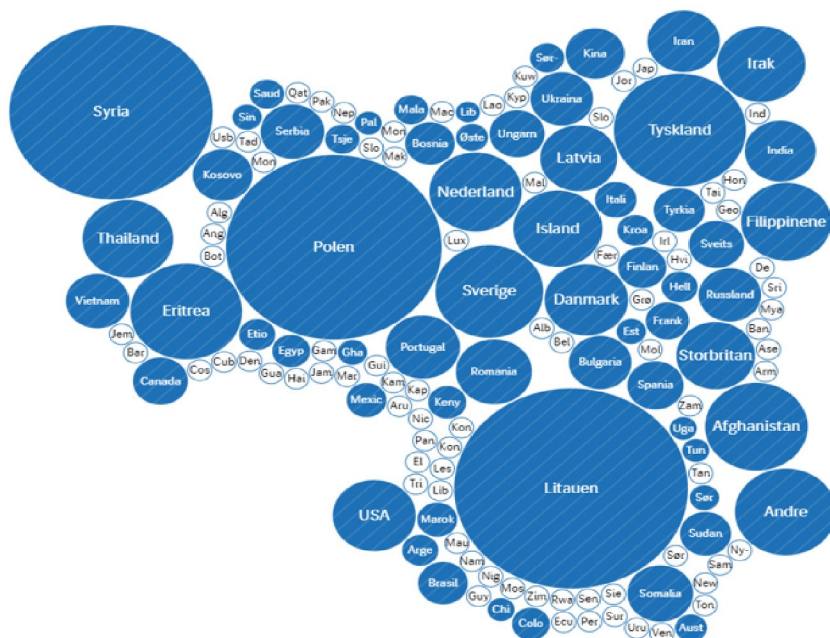 Syria
Saud
Qat
Pak
Nep
Sin
Usb
Tad
Mon
Serbia
Tsje
Pal
Slo
Mon
Mak
Mala
Mac
Lib
Lao
Kuw
Kyp
Sør-
Kina
Bosnia
Øste
Ungarn
Ukraina
Slo
Jor
Jap
Iran
Irak
Tyskland
Ind
India
Kosovo
Alg
Ang
Bot
Thailand
Polen
Nederland
Mal
Latvia
Lux
Island
Itali
Kroa
Tyrkia
Tai
Hon
Geo
Filippinene
Irl
Hvi
Sveits
Fær
Finlan
Hell
Russland
De
Sri
Mya
Ban
Ase
Arm
Vietnam
Eritrea
Sverige
Danmark
Grø
Frank
Est
Mol
Storbritan
Jem
Bar
Canada
Cos
Cub
Den
Etio
Egyp
Gam
Gha
Gua
Hai
Jam
Mar
Gui
Portugal
Romania
Alb
Bel
Bulgaria
Spania
Mexic
Kam
Kap
Aru
Keny
Nic
Kon
Pan
Kon
El
Les
Tri
Lib
Zam
Uga
Tun
Tan
Afghanistan
Litauen
USA
Marok
Sør
Andre
Arge
Mau
Nam
Sudan
Ny-
Sam
Sør
Brasil
Nig
Guy
Mos
Zim
Rwa
Sen
Sie
Somalia
New
Ton
Chi
Colo
Ecu
Per
Sur
Uru
Ven
Aust